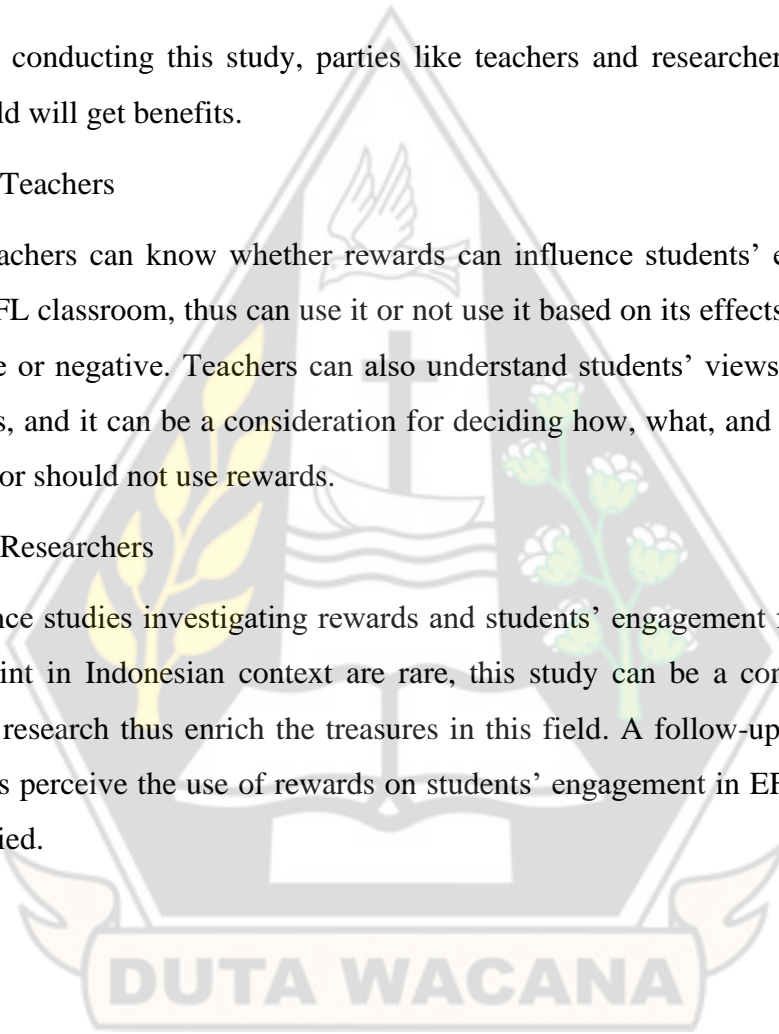 conducting this study, parties like teachers and researcher
ld will get benefits.
Teachers
achers can know whether rewards can influence students’ e
FL classroom, thus can use it or not use it based on its effects
e or negative. Teachers can also understand students’ views
s, and it can be a consideration for deciding how, what, and
or should not use rewards.
Researchers
nce studies investigating rewards and students’ engagement
int in Indonesian context are rare, this study can be a con
research thus enrich the treasures in this field. A follow-up
s perceive the use of rewards on students’ engagement in EF
ied.
DUTA WACANA